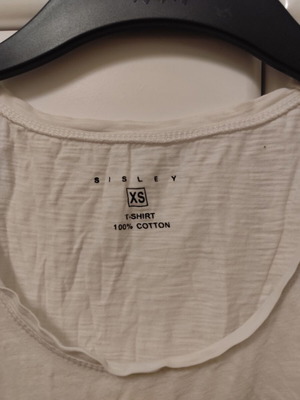 SISLEY
XS
T-SHIRT
100% COTTON